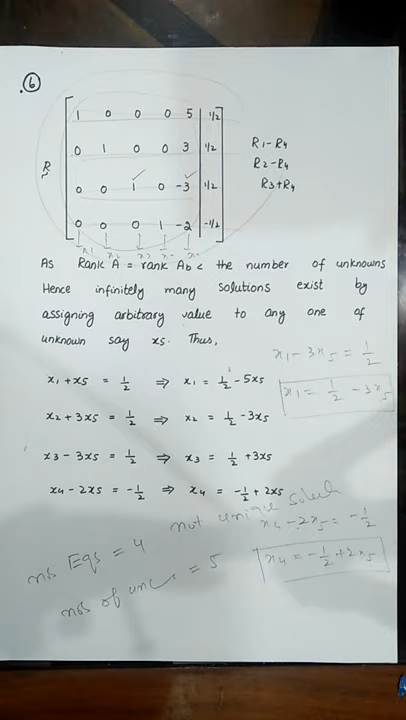 6
1 0 0 0 5 | 1/2
R1-R4
0 1 0 0 3 | 1/2
R2-R4
R
0 0 1 0 -3 | 1/2
R3+R4
0 0 0 1 -2 | -1/2
x1 x2 x3
As Rank A = rank Ab < the number of unknowns
Hence infinitely many solutions exist by
assigning arbitrary value to any one of
unknown say x5. Thus,
x1 - 3x5 = 1/2
x1 + x5 = 1/2 ⇒ x1 = 1/2 - 5x5
x1 = 1/2 - 3x5
x2 + 3x5 = 1/2 ⇒ x2 = 1/2 - 3x5
x3 - 3x5 = 1/2 ⇒ x3 = 1/2 + 3x5
x4 - 2x5 = -1/2 ⇒ x4 = -1/2 + 2x5
not unique
x4 - 2x5 = -1/2
nos Eqs = 4
x4 = -1/2 + 2x5
nos of unc = 5